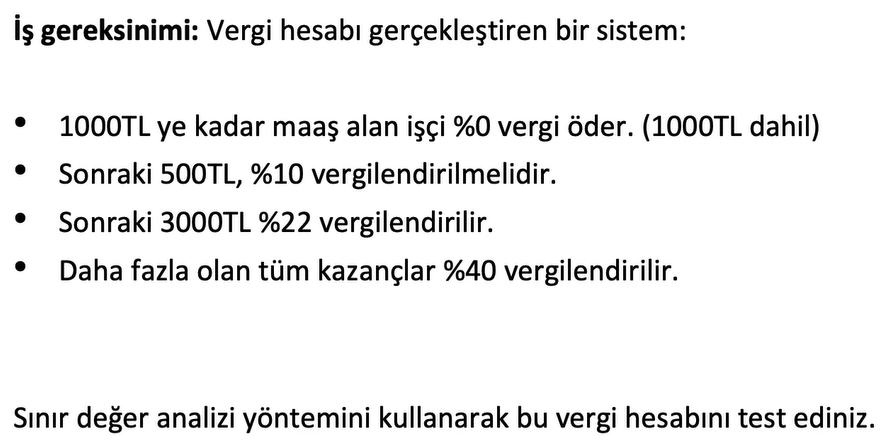 İş gereksinimi: Vergi hesabı gerçekleştiren bir sistem:
• 1000TL ye kadar maaş alan işçi %0 vergi öder. (1000TL dahil)
• Sonraki 500TL, %10 vergilendirilmelidir.
• Sonraki 3000TL %22 vergilendirilir.
• Daha fazla olan tüm kazançlar %40 vergilendirilir.
Sınır değer analizi yöntemini kullanarak bu vergi hesabını test ediniz.